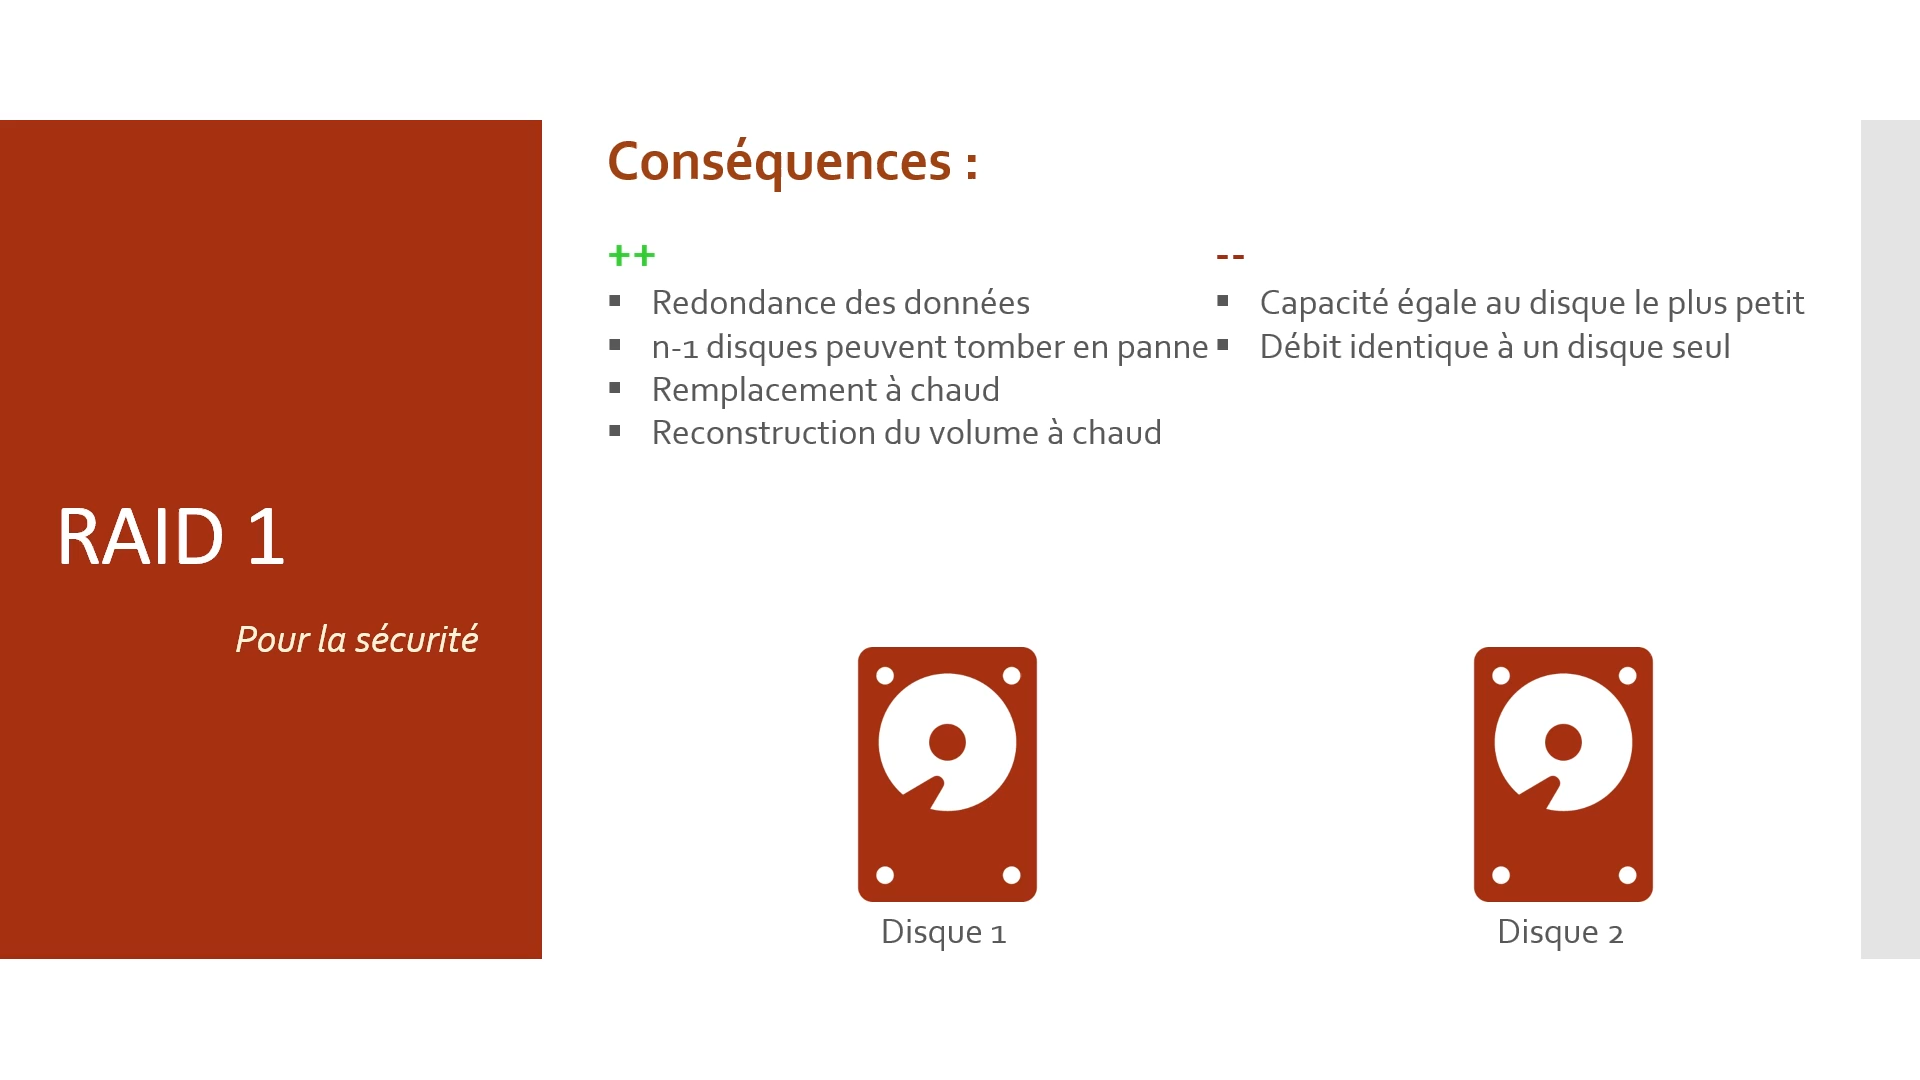 RAID 1
Pour la sécurité
Conséquences :
++
▪ Redondance des données
▪ n-1 disques peuvent tomber en panne
▪ Remplacement à chaud
▪ Reconstruction du volume à chaud
--
▪ Capacité égale au disque le plus petit
▪ Débit identique à un disque seul
Disque 1
Disque 2